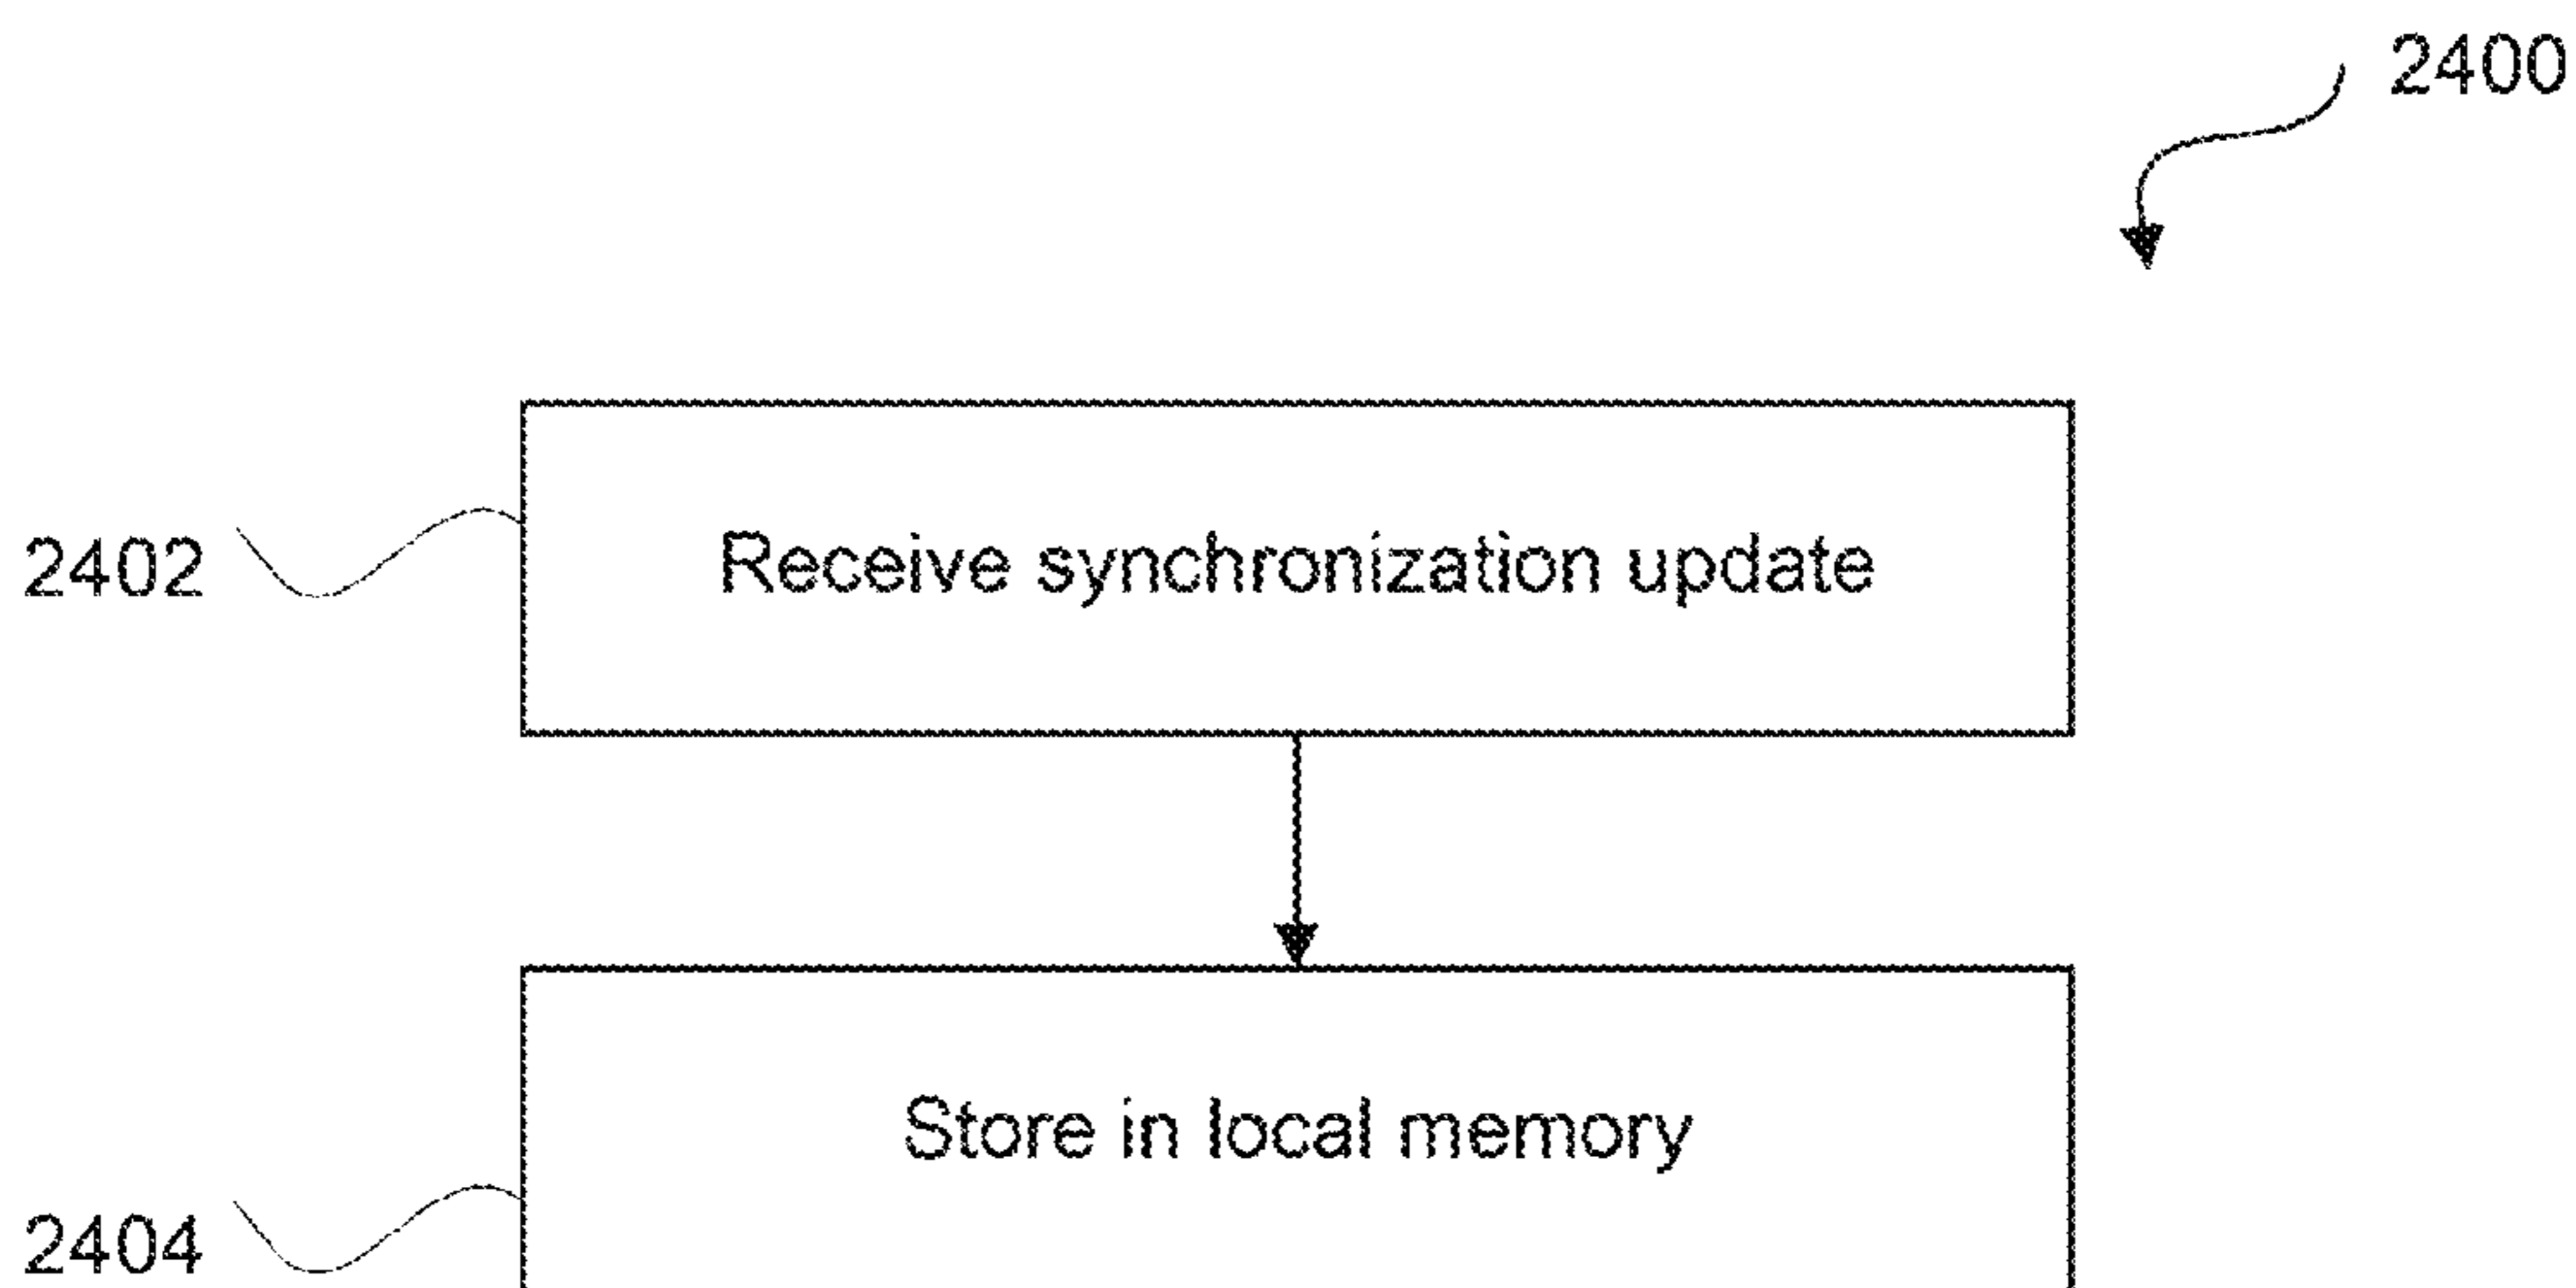 2400
2402
Receive synchronization update
Store in local memory
2404